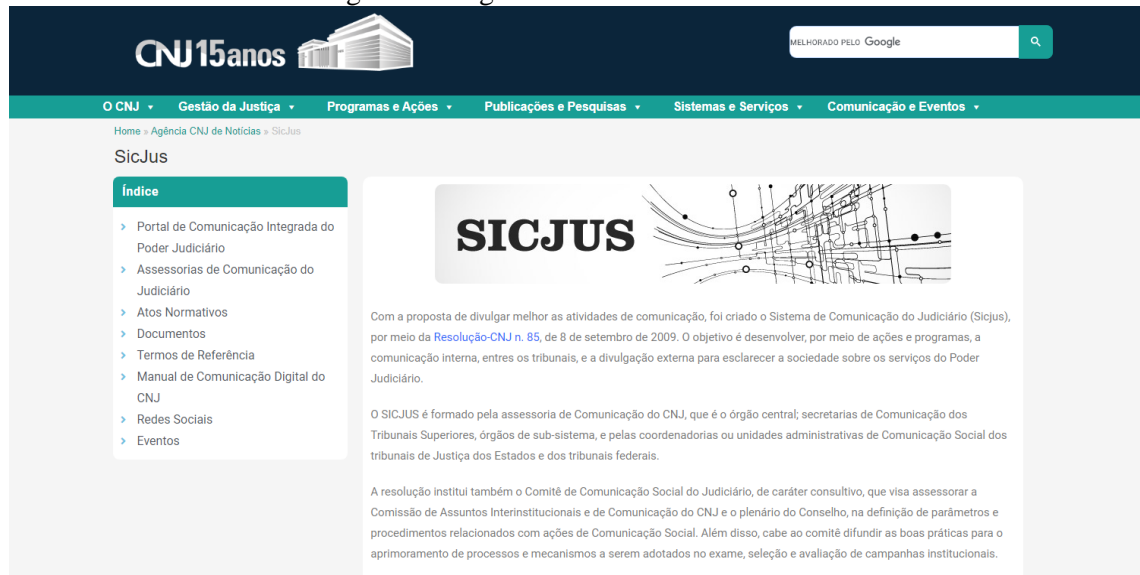 CNJ 15anos
MELHORADO PELO Google
O CNJ Gestão da Justiça Programas e Ações Publicações e Pesquisas Sistemas e Serviços Comunicação e Eventos
Home » Agência CNJ de Notícias » SicJus
SicJus
Índice
Portal de Comunicação Integrada do
Poder Judiciário
Assessorias de Comunicação do
Judiciário
Atos Normativos
Documentos
Termos de Referência
Manual de Comunicação Digital do
CNJ
Redes Sociais
Eventos
SICJUS
Com a proposta de divulgar melhor as atividades de comunicação, foi criado o Sistema de Comunicação do Judiciário (Sicjus),
por meio da Resolução-CNJ n. 85, de 8 de setembro de 2009. O objetivo é desenvolver, por meio de ações e programas, a
comunicação interna, entres os tribunais, e a divulgação externa para esclarecer a sociedade sobre os serviços do Poder
Judiciário.
O SICJUS é formado pela assessoria de Comunicação do CNJ, que é o órgão central; secretarias de Comunicação dos
Tribunais Superiores, órgãos de sub-sistema, e pelas coordenadorias ou unidades administrativas de Comunicação Social dos
tribunais de Justiça dos Estados e dos tribunais federais.
A resolução institui também o Comitê de Comunicação Social do Judiciário, de caráter consultivo, que visa assessorar a
Comissão de Assuntos Interinstitucionais e de Comunicação do CNJ e o plenário do Conselho, na definição de parâmetros e
procedimentos relacionados com ações de Comunicação Social. Além disso, cabe ao comitê difundir as boas práticas para o
aprimoramento de processos e mecanismos a serem adotados no exame, seleção e avaliação de campanhas institucionais.